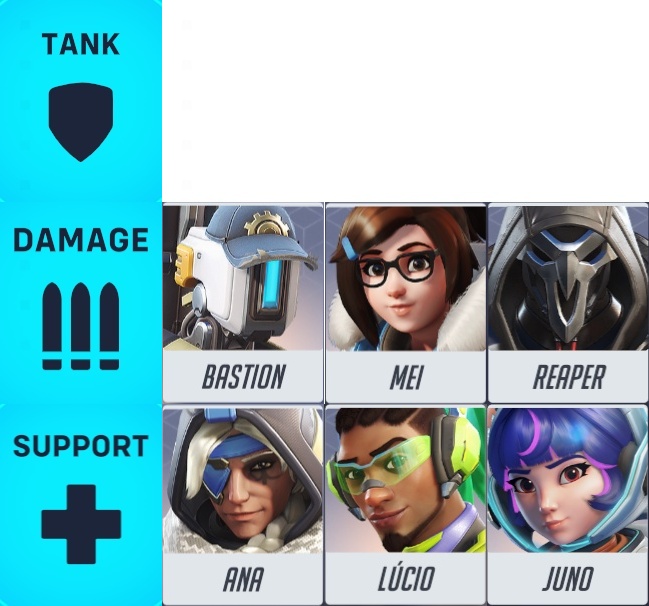 TANK
DAMAGE
BASTION
MEI
REAPER
SUPPORT
ANA
LÚCIO
JUNO